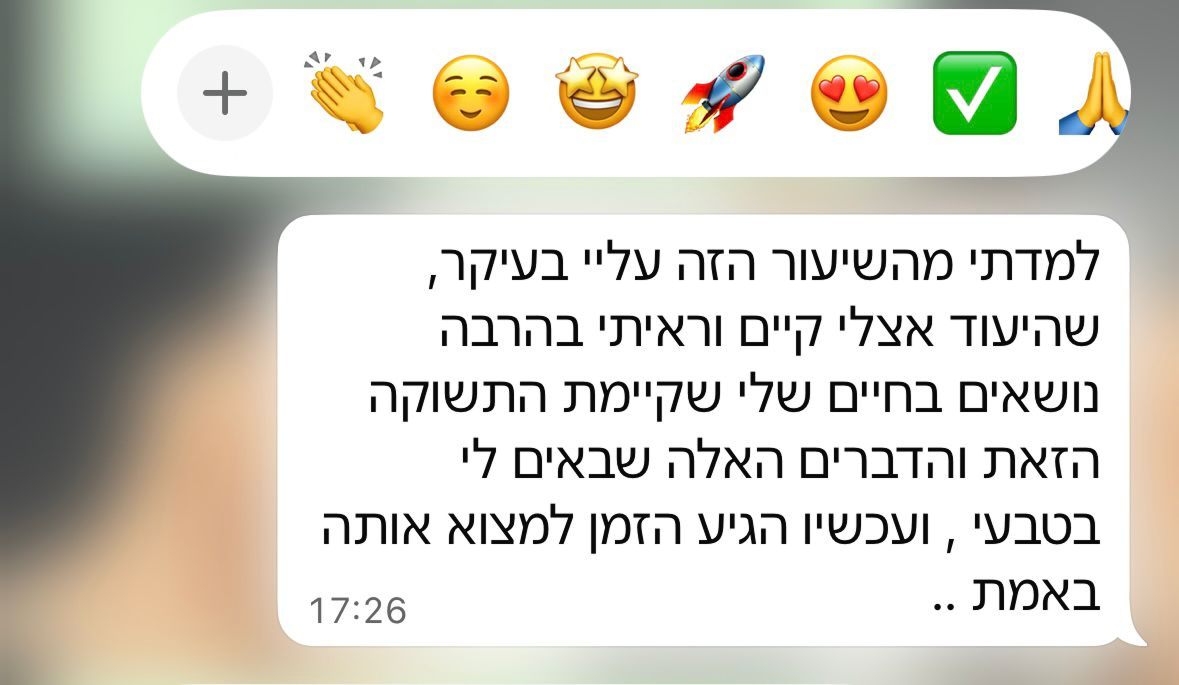 למדתי מהשיעור הזה עליי בעיקר,
שהיעוד אצלי קיים וראיתי בהרבה
נושאים בחיים שלי שקיימת התשוקה
הזאת והדברים האלה שבאים לי
בטבעי , ועכשיו הגיע הזמן למצוא אותה
באמת ..
17:26